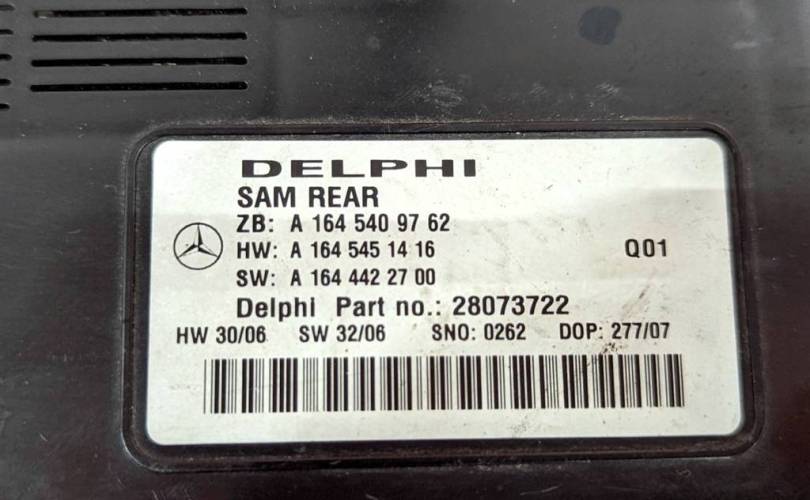 DELPHI
SAM REAR
ZB: A 164 540 97 62
HW: A 164 545 14 16 Q01
SW: A 164 442 27 00
Delphi Part no.: 28073722
HW 30/06 SW 32/06 SNO: 0262 DOP: 277/07